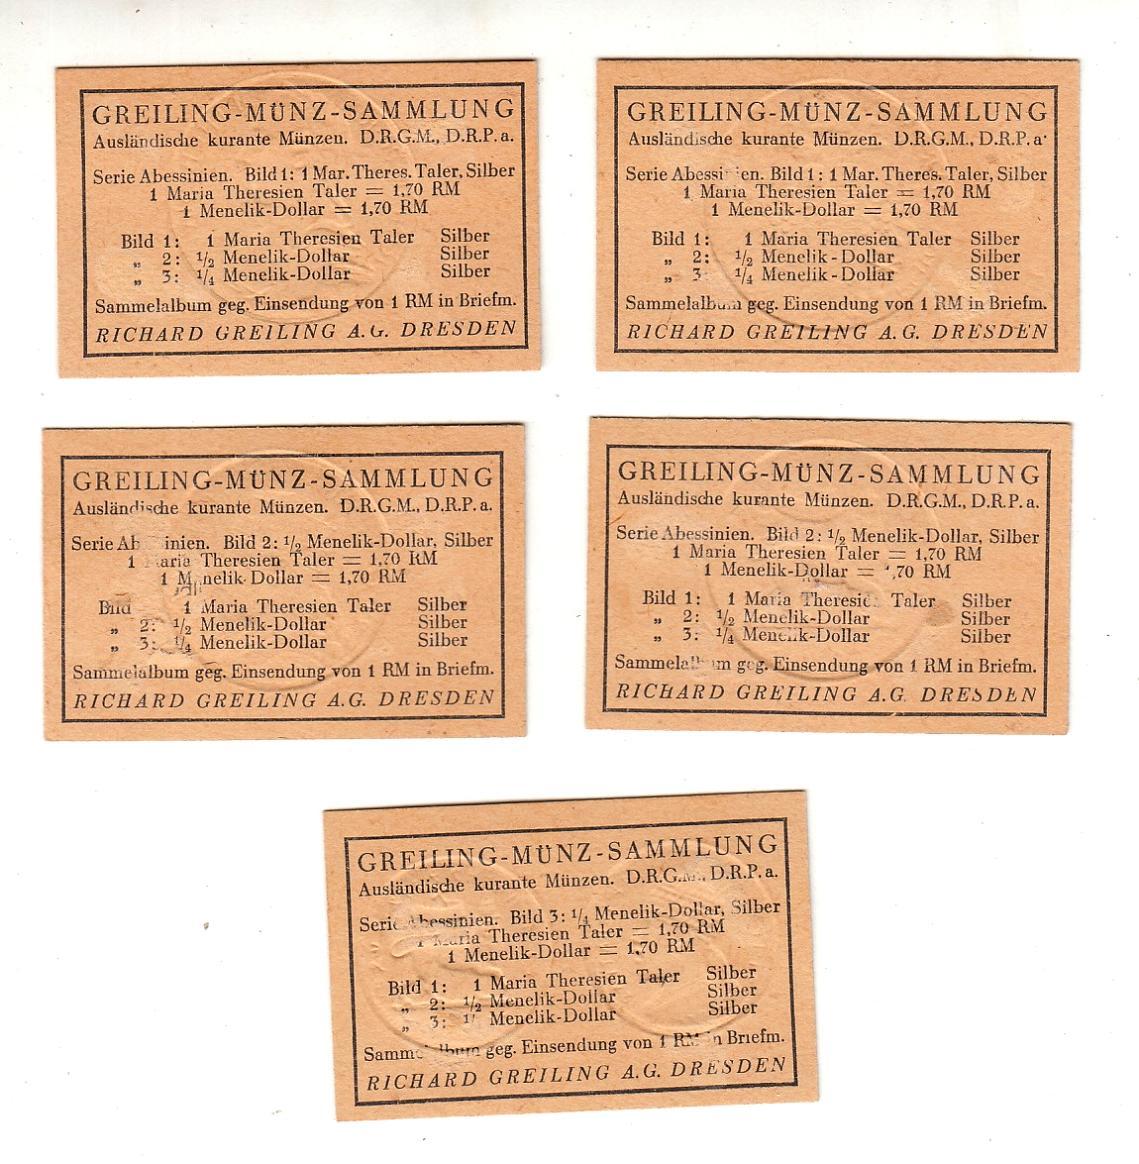 GREILING-MÜNZ-SAMMLUNG
Ausländische kurante Münzen. D.R.G.M., D.R.P. a.
Serie Abessinien. Bild 1: 1 Mar. Theres. Taler, Silber
1 Maria Theresien Taler = 1,70 RM
1 Menelik-Dollar = 1,70 RM
Bild 1: 1 Maria Theresien Taler Silber
„ 2: ½ Menelik-Dollar Silber
„ 3: ¼ Menelik-Dollar Silber
Sammelalbum geg. Einsendung von 1 RM in Briefm.
RICHARD GREILING A.G. DRESDEN
GREILING-MÜNZ-SAMMLUNG
Ausländische kurante Münzen. D.R.G.M., D.R.P. a.
Serie Abessinien. Bild 1: 1 Mar. Theres. Taler, Silber
1 Maria Theresien Taler = 1,70 RM
1 Menelik-Dollar = 1,70 RM
Bild 1: 1 Maria Theresien Taler Silber
„ 2: ½ Menelik-Dollar Silber
„ 3: ¼ Menelik-Dollar Silber
Sammelalbum geg. Einsendung von 1 RM in Briefm.
RICHARD GREILING A.G. DRESDEN
GREILING-MÜNZ-SAMMLUNG
Ausländische kurante Münzen. D.R.G.M., D.R.P. a.
Serie Abessinien. Bild 2: ½ Menelik-Dollar, Silber
1 Maria Theresien Taler = 1,70 RM
1 Menelik-Dollar = 1,70 RM
Bild 1 Maria Theresien Taler Silber
„ 2: ½ Menelik-Dollar Silber
„ 3: ¼ Menelik-Dollar Silber
Sammelalbum geg. Einsendung von 1 RM in Briefm.
RICHARD GREILING A.G. DRESDEN
GREILING-MÜNZ-SAMMLUNG
Ausländische kurante Münzen. D.R.G.M., D.R.P. a.
Serie Abessinien. Bild 2: ½ Menelik-Dollar, Silber
1 Maria Theresien Taler = 1,70 RM
1 Menelik-Dollar = 1,70 RM
Bild 1: 1 Maria Theresien Taler Silber
„ 2: ½ Menelik-Dollar Silber
„ 3: ¼ Menelik-Dollar Silber
Sammelalbum geg. Einsendung von 1 RM in Briefm.
RICHARD GREILING A.G. DRESDEN
GREILING-MÜNZ-SAMMLUNG
Ausländische kurante Münzen. D.R.G.M., D.R.P. a.
Serie Abessinien. Bild 3: ¼ Menelik-Dollar, Silber
1 Maria Theresien Taler = 1,70 RM
1 Menelik-Dollar = 1,70 RM
Bild 1: 1 Maria Theresien Taler Silber
„ 2: ½ Menelik-Dollar Silber
„ 3: ¼ Menelik-Dollar Silber
Sammelalbum geg. Einsendung von 1 RM in Briefm.
RICHARD GREILING A.G. DRESDEN